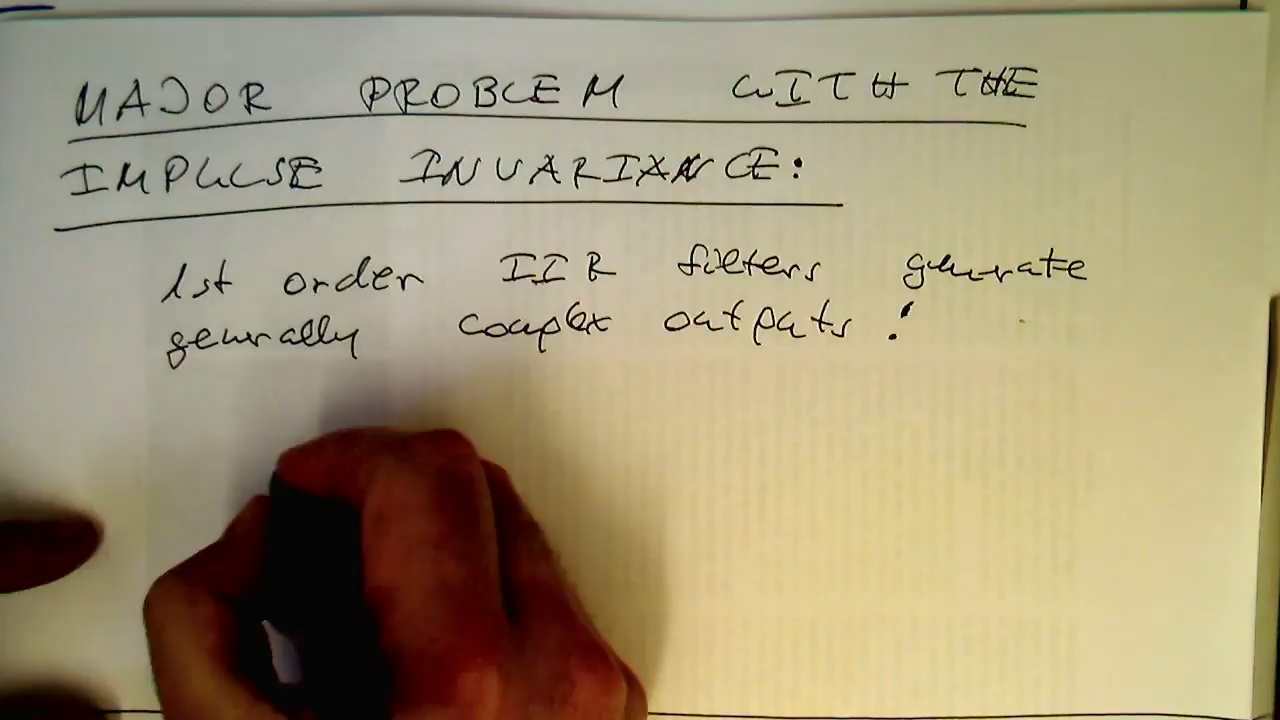 MAJOR PROBLEM WITH THE
IMPULSE INVARIANCE:
1st order IIR filters generate
generally complex outputs !